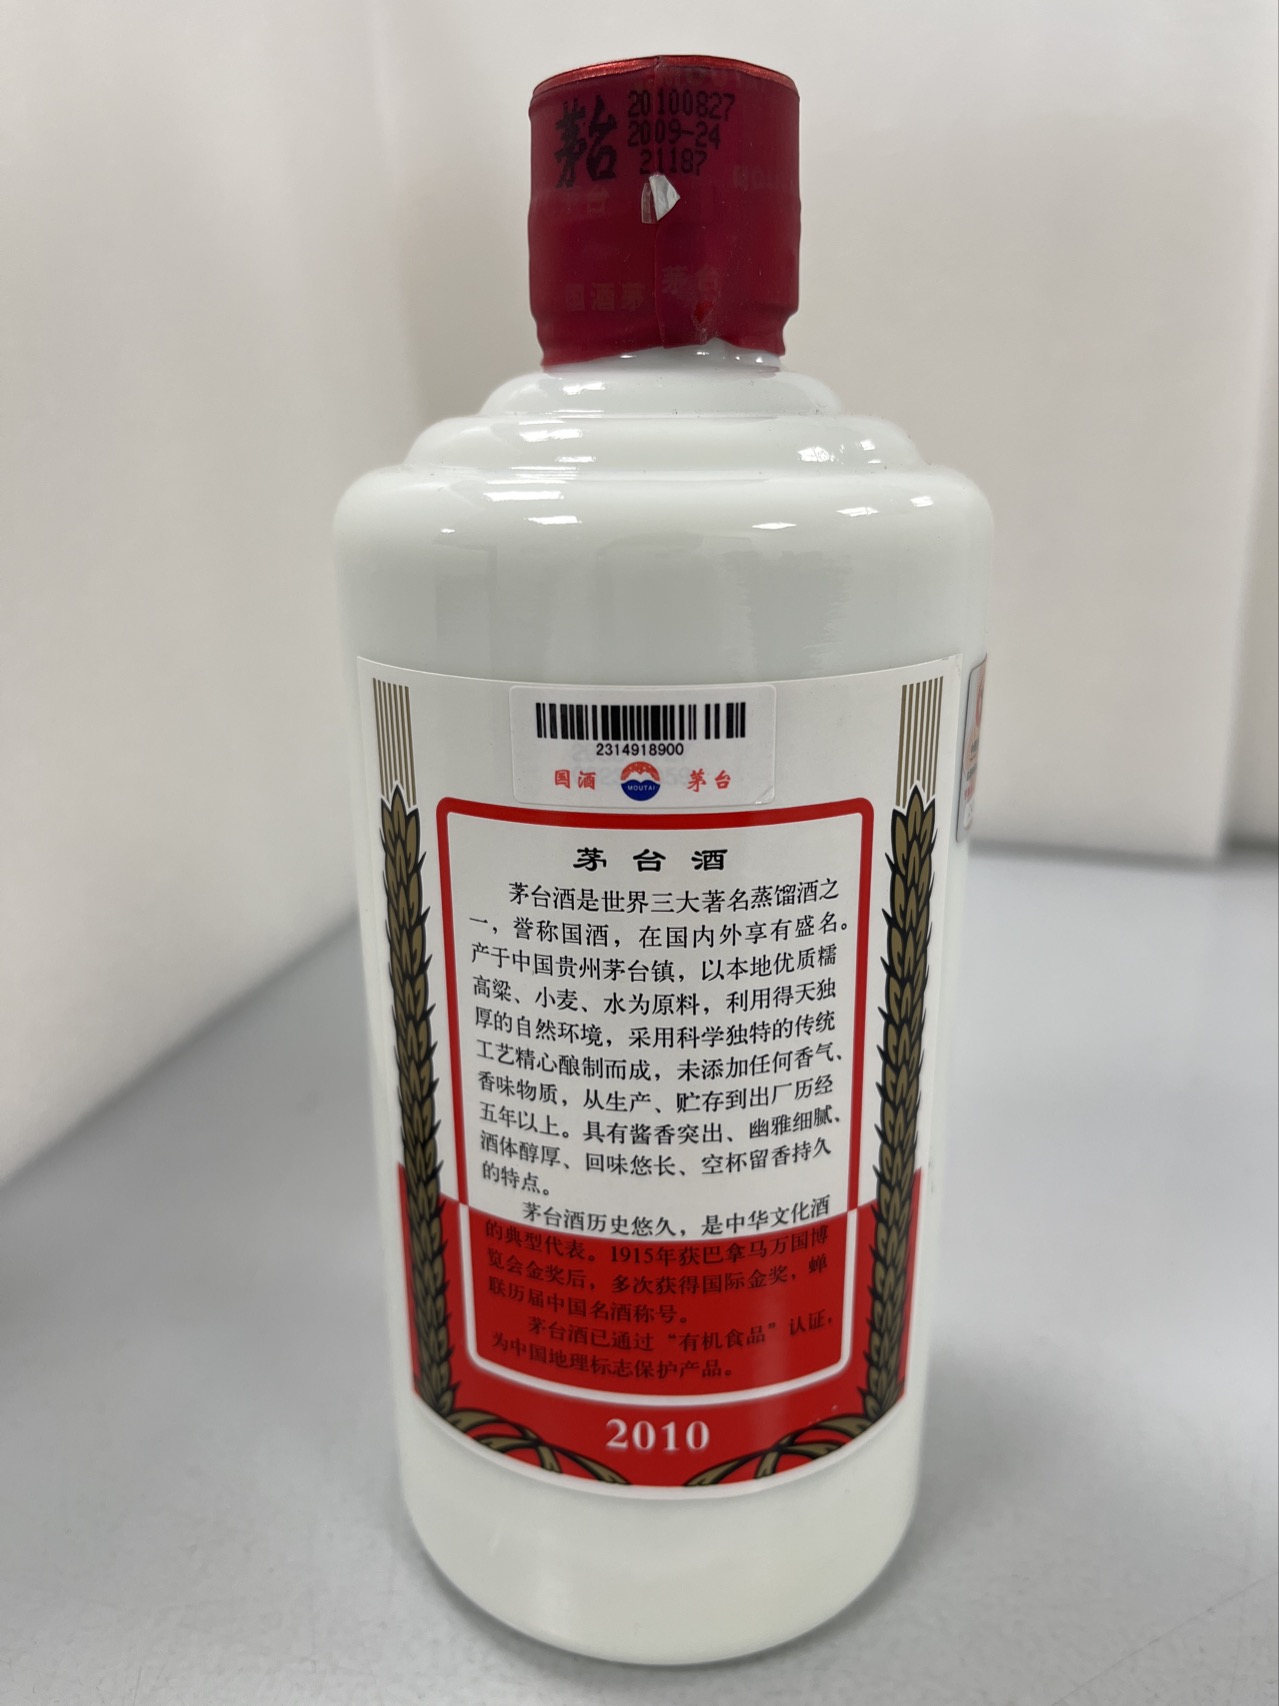 茅台
20100827
2009-24
21187
国酒茅
茅台
2314918900
国酒
MOUTAI
茅台
茅台酒
茅台酒是世界三大著名蒸馏酒之
一，誉称国酒，在国内外享有盛名。
产于中国贵州茅台镇，以本地优质糯
高粱、小麦、水为原料，利用得天独
厚的自然环境，采用科学独特的传统
工艺精心酿制而成，未添加任何香气、
香味物质，从生产、贮存到出厂历经
五年以上。具有酱香突出、幽雅细腻、
酒体醇厚、回味悠长、空杯留香持久
的特点。
茅台酒历史悠久，是中华文化酒
的典型代表。1915年获巴拿马万国博
览会金奖后，多次获得国际金奖，蝉
联历届中国名酒称号。
茅台酒已通过“有机食品”认证，
为中国地理标志保护产品。
2010